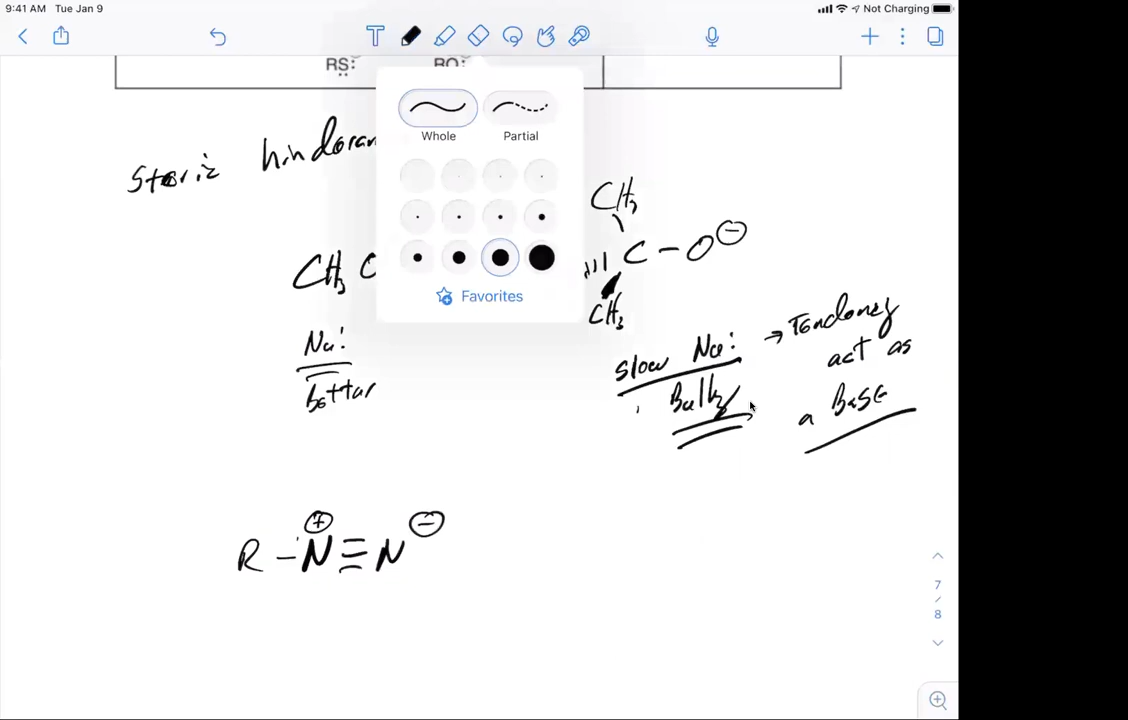 9:41 AM Tue Jan 9
Not Charging
RS: RO:
Whole Partial
Favorites
Steric hindoran
CH3
CH3 C
C - O⊖
CH3
Nu:
better
slow Nu:
Bulky
→ Tendency
act as
a Base
R - N⊕ ≡ N ⊖
7
/
8